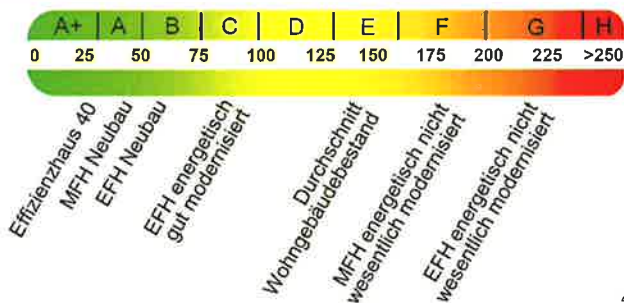 A+ A B C D E F G H
0 25 50 75 100 125 150 175 200 225 >250
Effizienzhaus 40
MFH Neubau
EFH Neubau
EFH energetisch
gut modernisiert
Durchschnitt
Wohngebäudebestand
MFH energetisch nicht
wesentlich modernisiert
EFH energetisch nicht
wesentlich modernisiert